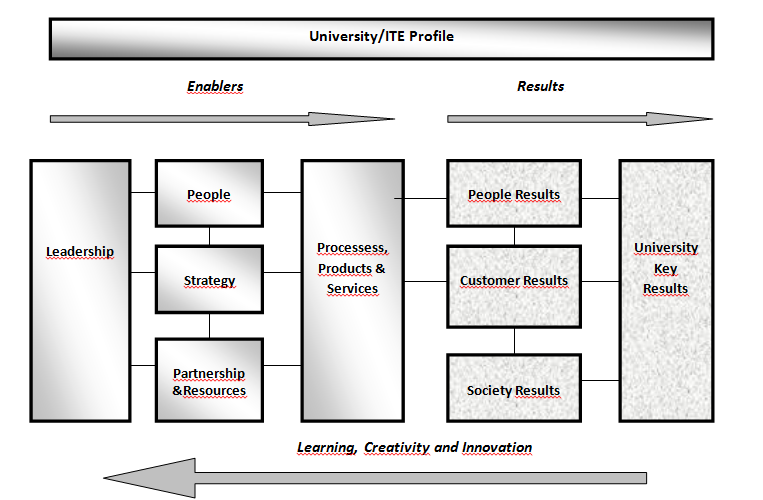 University/ITE Profile
Enablers
Results
Leadership
People
Strategy
Partnership
&Resources
Processess,
Products &
Services
People Results
Customer Results
Society Results
University
Key
Results
Learning, Creativity and Innovation